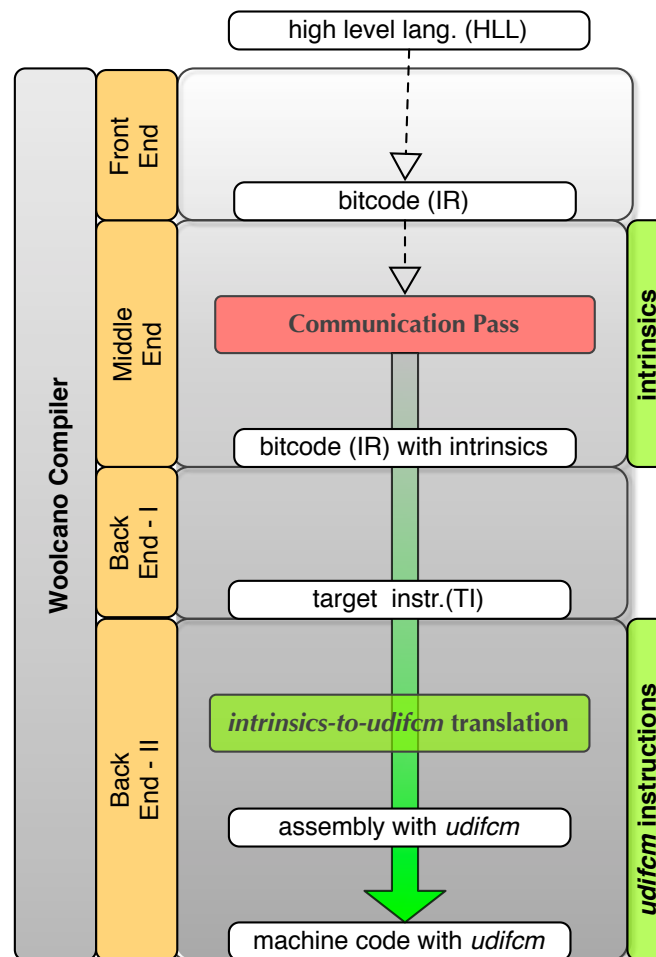 high level lang. (HLL)
Woolcano Compiler
Front
End
bitcode (IR)
Middle
End
Communication Pass
intrinsics
bitcode (IR) with intrinsics
Back
End - I
target instr.(TI)
Back
End - II
intrinsics-to-udifcm translation
udifcm instructions
assembly with udifcm
machine code with udifcm